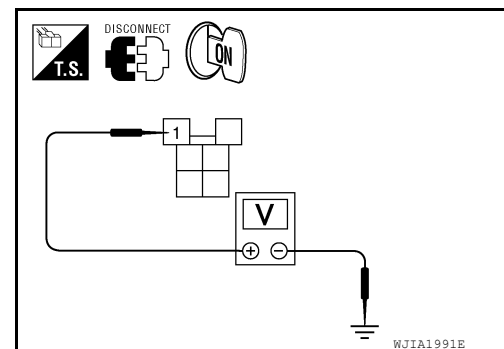 DISCONNECT
T.S.
ON
1
V
+ −
WJIA1991E